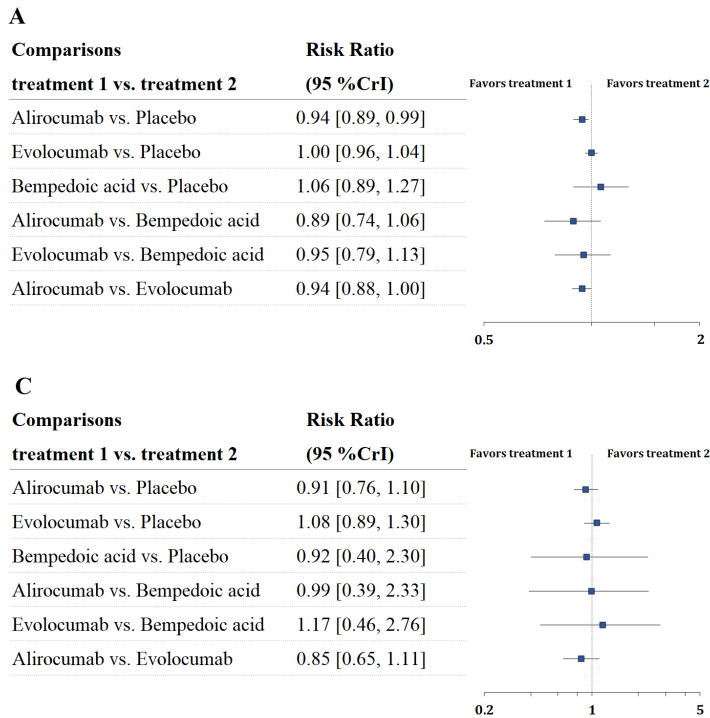 A
Comparisons Risk Ratio
treatment 1 vs. treatment 2 (95 %CrI) Favors treatment 1 Favors treatment 2
Alirocumab vs. Placebo 0.94 [0.89, 0.99]
Evolocumab vs. Placebo 1.00 [0.96, 1.04]
Bempedoic acid vs. Placebo 1.06 [0.89, 1.27]
Alirocumab vs. Bempedoic acid 0.89 [0.74, 1.06]
Evolocumab vs. Bempedoic acid 0.95 [0.79, 1.13]
Alirocumab vs. Evolocumab 0.94 [0.88, 1.00]
0.5 2
C
Comparisons Risk Ratio
treatment 1 vs. treatment 2 (95 %CrI) Favors treatment 1 Favors treatment 2
Alirocumab vs. Placebo 0.91 [0.76, 1.10]
Evolocumab vs. Placebo 1.08 [0.89, 1.30]
Bempedoic acid vs. Placebo 0.92 [0.40, 2.30]
Alirocumab vs. Bempedoic acid 0.99 [0.39, 2.33]
Evolocumab vs. Bempedoic acid 1.17 [0.46, 2.76]
Alirocumab vs. Evolocumab 0.85 [0.65, 1.11]
0.2 1 5